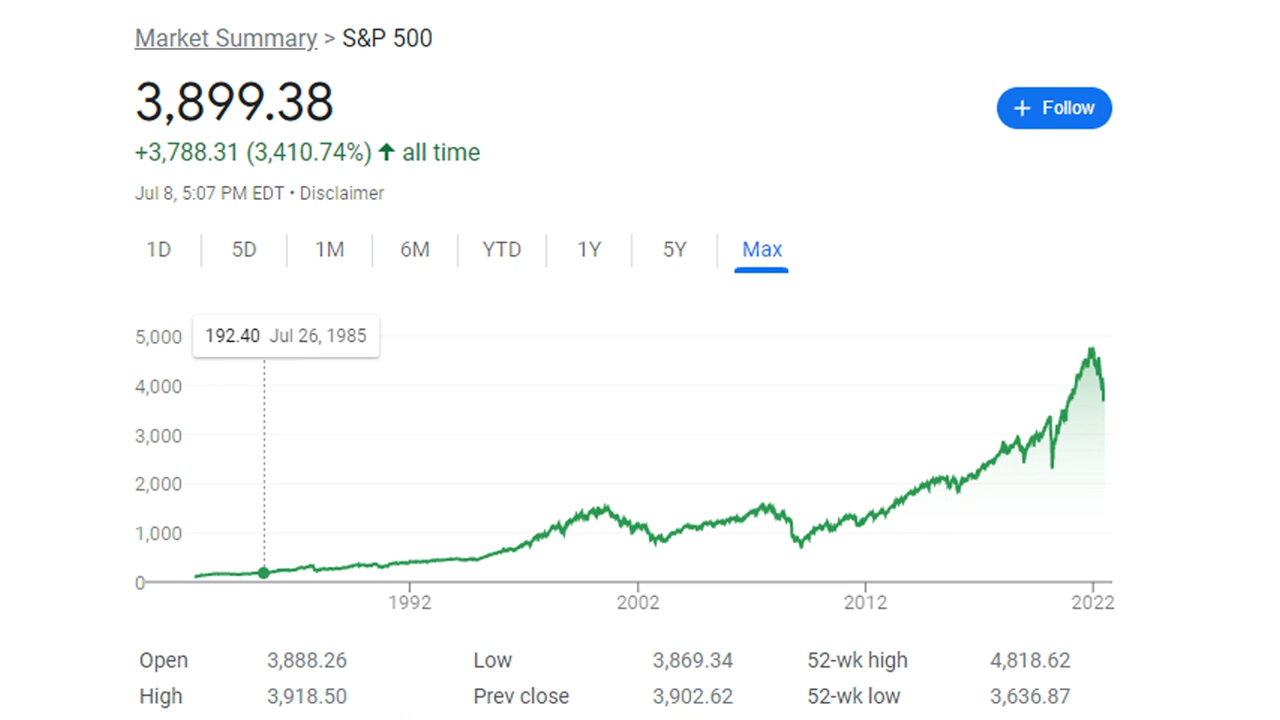 Market Summary > S&P 500
3,899.38
+ Follow
+3,788.31 (3,410.74%) ↑ all time
Jul 8, 5:07 PM EDT • Disclaimer
1D 5D 1M 6M YTD 1Y 5Y Max
192.40 Jul 26, 1985
5,000
4,000
3,000
2,000
1,000
0
1992 2002 2012 2022
Open 3,888.26 Low 3,869.34 52-wk high 4,818.62
High 3,918.50 Prev close 3,902.62 52-wk low 3,636.87